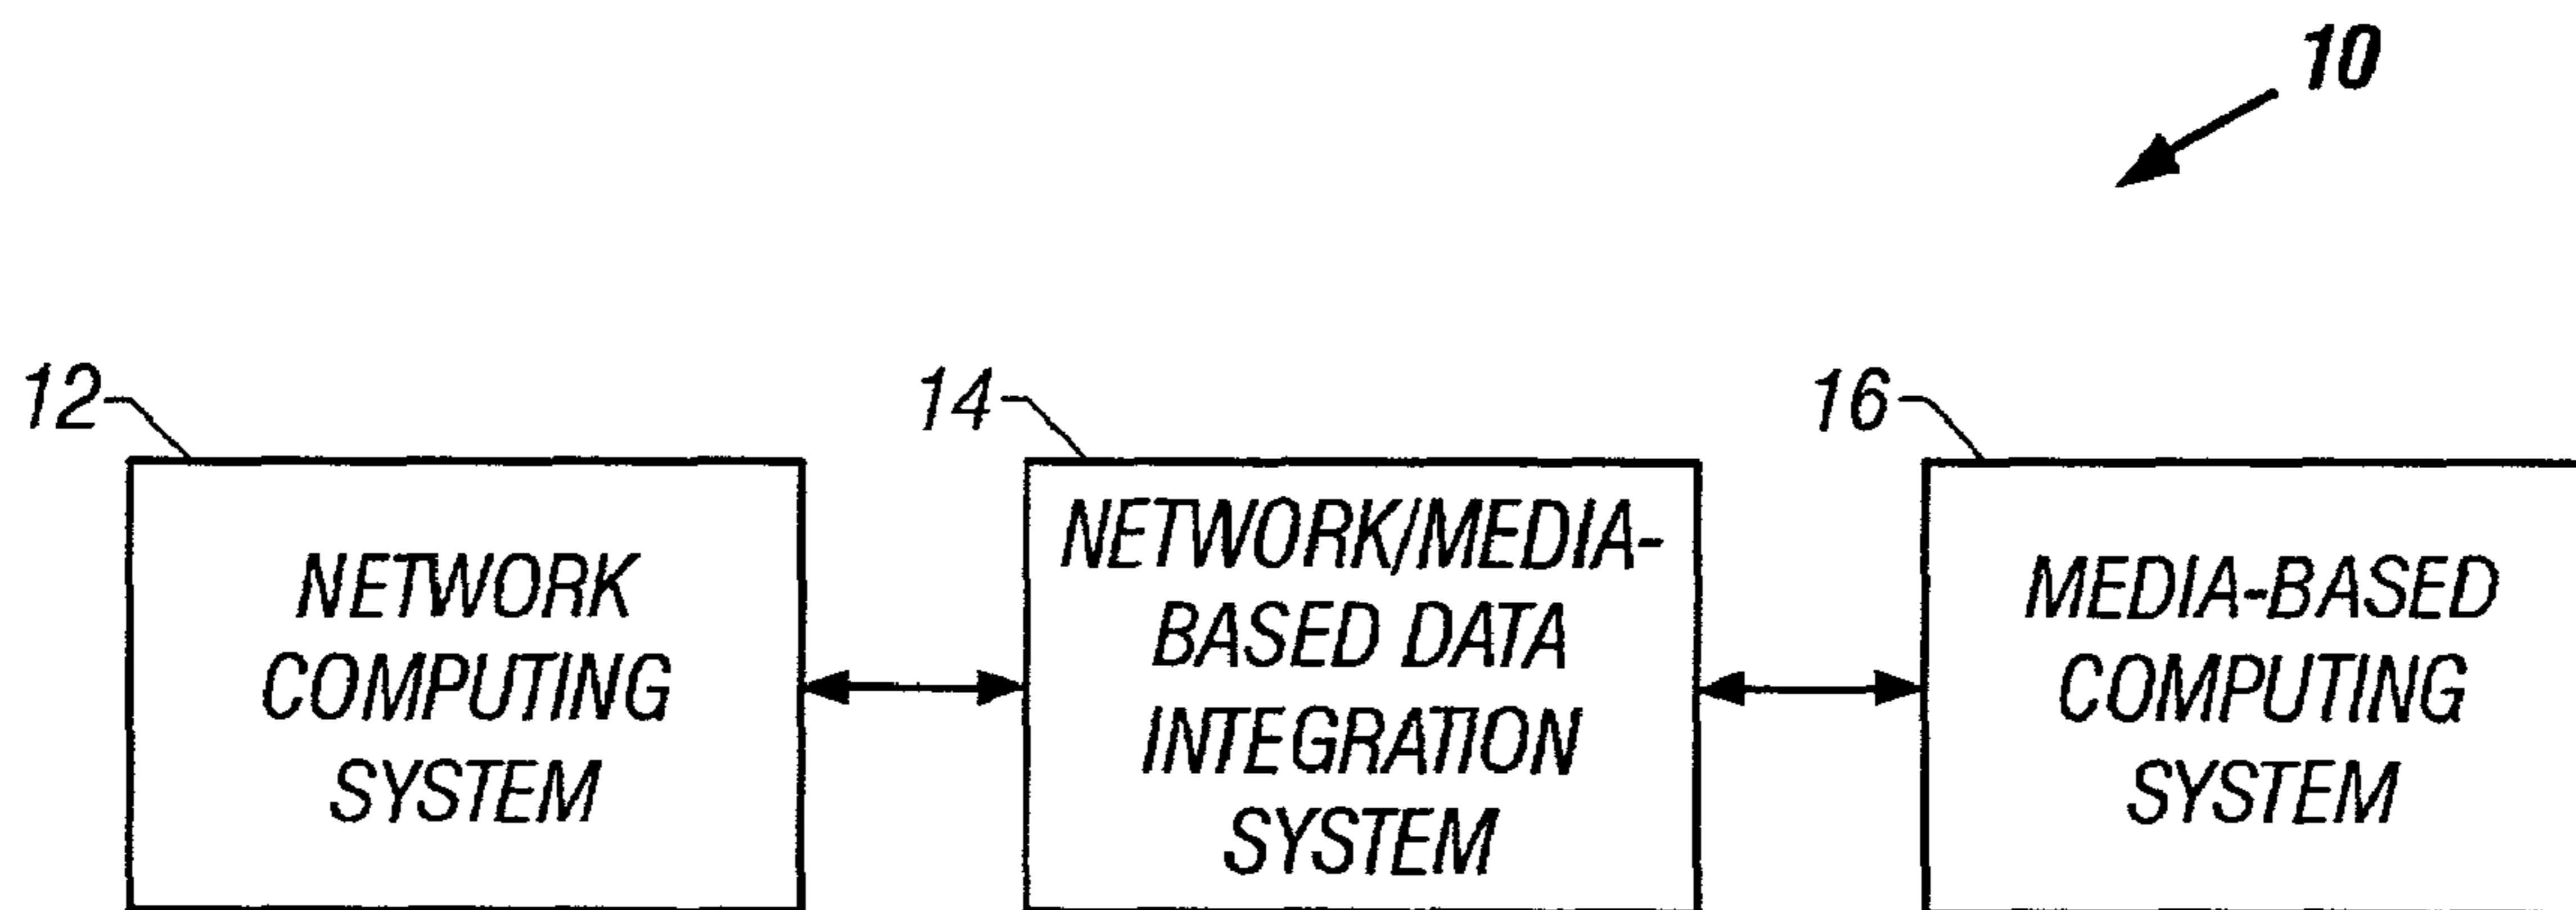 10
12
14
16
NETWORK
COMPUTING
SYSTEM
NETWORK/MEDIA-
BASED DATA
INTEGRATION
SYSTEM
MEDIA-BASED
COMPUTING
SYSTEM